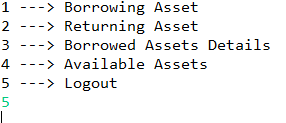 1 ---> Borrowing Asset
2 ---> Returning Asset
3 ---> Borrowed Assets Details
4 ---> Available Assets
5 ---> Logout
5